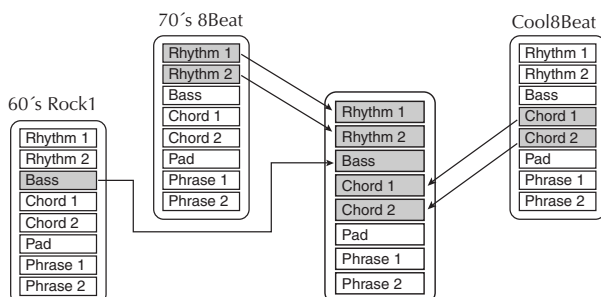 70´s 8Beat
Rhythm 1
Rhythm 2
Bass
Chord 1
Chord 2
Pad
Phrase 1
Phrase 2
60´s Rock1
Rhythm 1
Rhythm 2
Bass
Chord 1
Chord 2
Pad
Phrase 1
Phrase 2
Rhythm 1
Rhythm 2
Bass
Chord 1
Chord 2
Pad
Phrase 1
Phrase 2
Cool8Beat
Rhythm 1
Rhythm 2
Bass
Chord 1
Chord 2
Pad
Phrase 1
Phrase 2